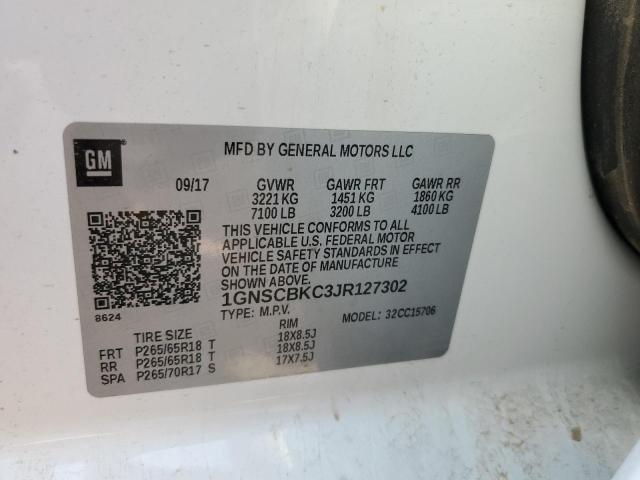 GM
MFD BY GENERAL MOTORS LLC
09/17 GVWR GAWR FRT GAWR RR
3221 KG 1451 KG 1860 KG
7100 LB 3200 LB 4100 LB
THIS VEHICLE CONFORMS TO ALL
APPLICABLE U.S. FEDERAL MOTOR
VEHICLE SAFETY STANDARDS IN EFFECT
ON THE DATE OF MANUFACTURE
SHOWN ABOVE.
1GNSCBKC3JR127302
8624
TYPE: M.P.V. MODEL: 32CC15706
TIRE SIZE RIM
FRT P265/65R18 T 18X8.5J
RR P265/65R18 T 18X8.5J
SPA P265/70R17 S 17X7.5J